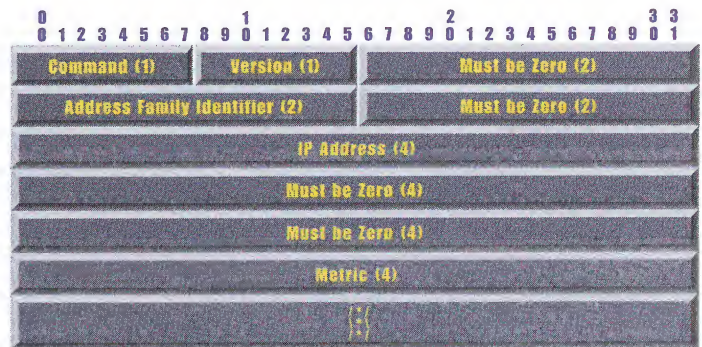 0 1 2 3 3
0 1 2 3 4 5 6 7 8 9 0 1 2 3 4 5 6 7 8 9 0 1 2 3 4 5 6 7 8 9 0 1
Command (1) Version (1) Must be Zero (2)
Address Family Identifier (2) Must be Zero (2)
IP Address (4)
Must be Zero (4)
Must be Zero (4)
Metric (4)